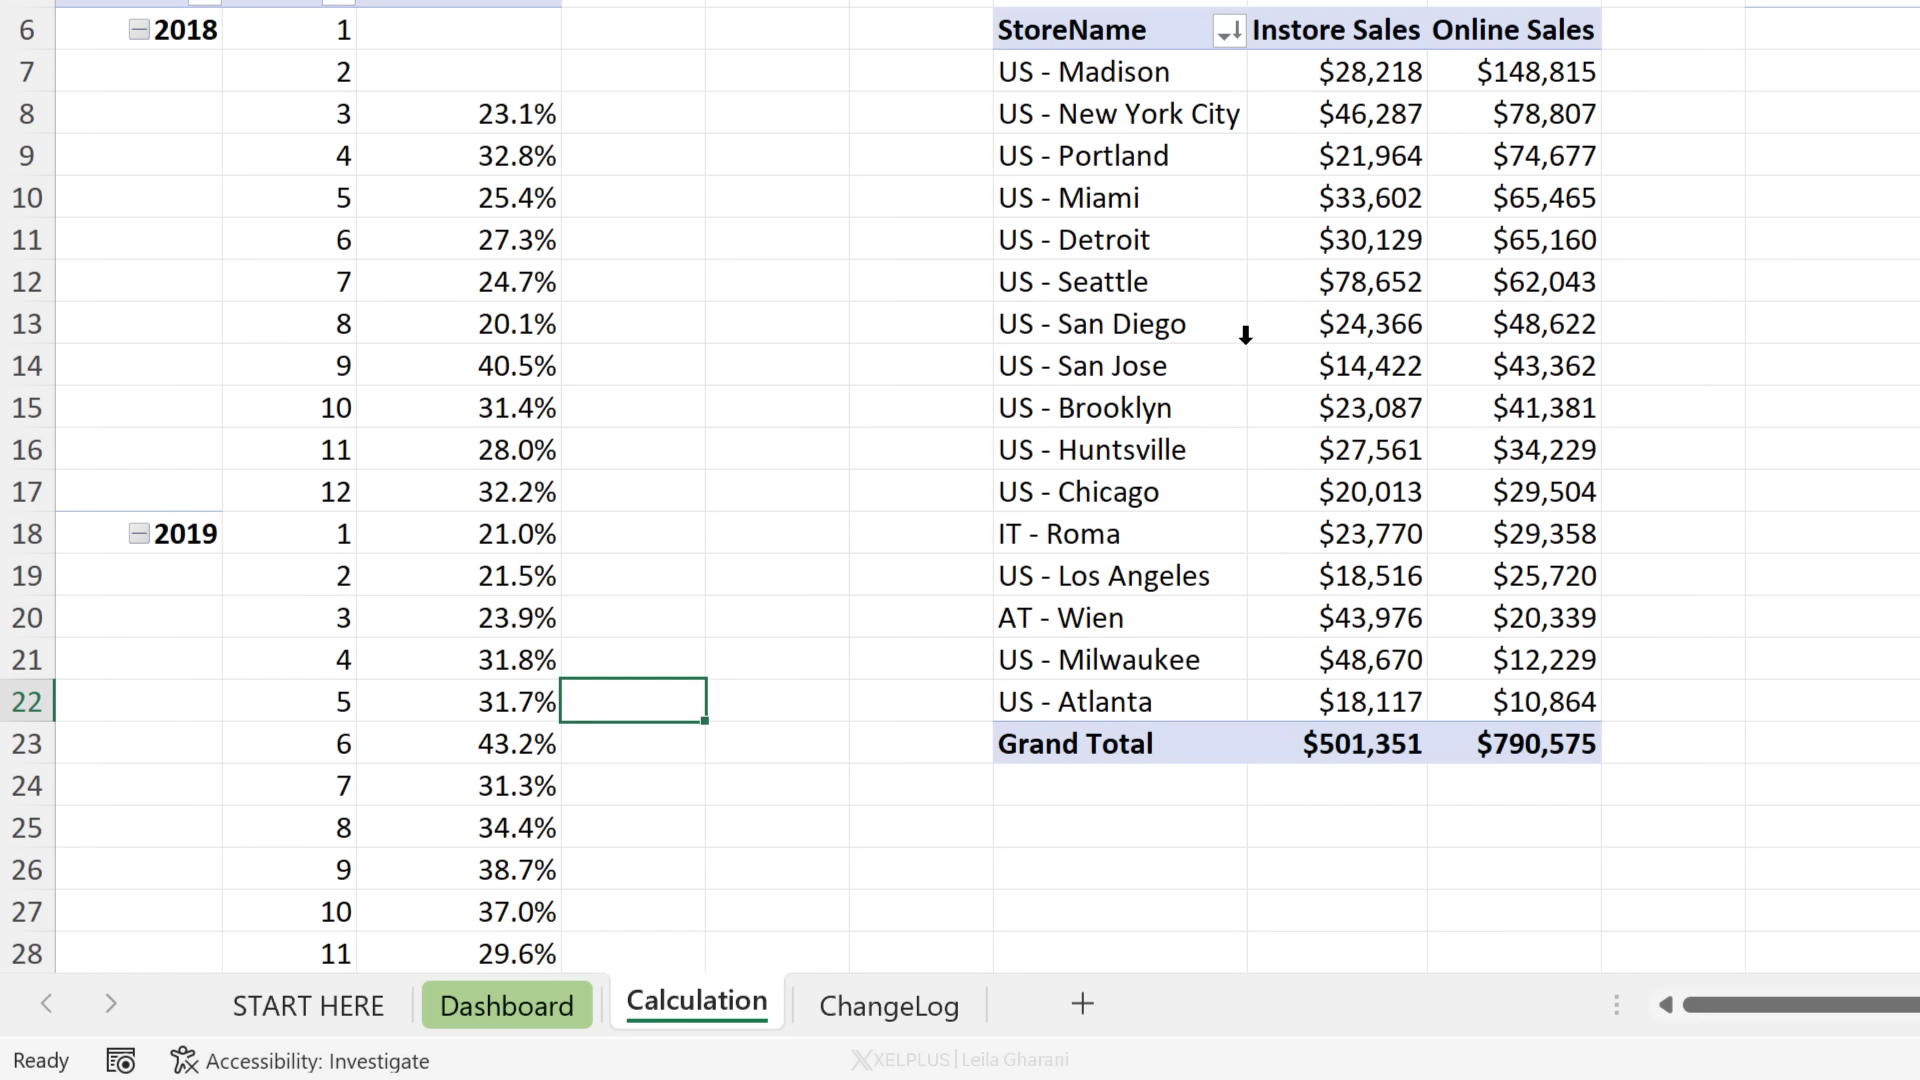 6 2018 1 StoreName Instore Sales Online Sales
7 2 US - Madison $28,218 $148,815
8 3 23.1% US - New York City $46,287 $78,807
9 4 32.8% US - Portland $21,964 $74,677
10 5 25.4% US - Miami $33,602 $65,465
11 6 27.3% US - Detroit $30,129 $65,160
12 7 24.7% US - Seattle $78,652 $62,043
13 8 20.1% US - San Diego $24,366 $48,622
14 9 40.5% US - San Jose $14,422 $43,362
15 10 31.4% US - Brooklyn $23,087 $41,381
16 11 28.0% US - Huntsville $27,561 $34,229
17 12 32.2% US - Chicago $20,013 $29,504
18 2019 1 21.0% IT - Roma $23,770 $29,358
19 2 21.5% US - Los Angeles $18,516 $25,720
20 3 23.9% AT - Wien $43,976 $20,339
21 4 31.8% US - Milwaukee $48,670 $12,229
22 5 31.7% US - Atlanta $18,117 $10,864
23 6 43.2% Grand Total $501,351 $790,575
24 7 31.3%
25 8 34.4%
26 9 38.7%
27 10 37.0%
28 11 29.6%
START HERE Dashboard Calculation ChangeLog
Ready Accessibility: Investigate XELPLUS | Leila Gharani